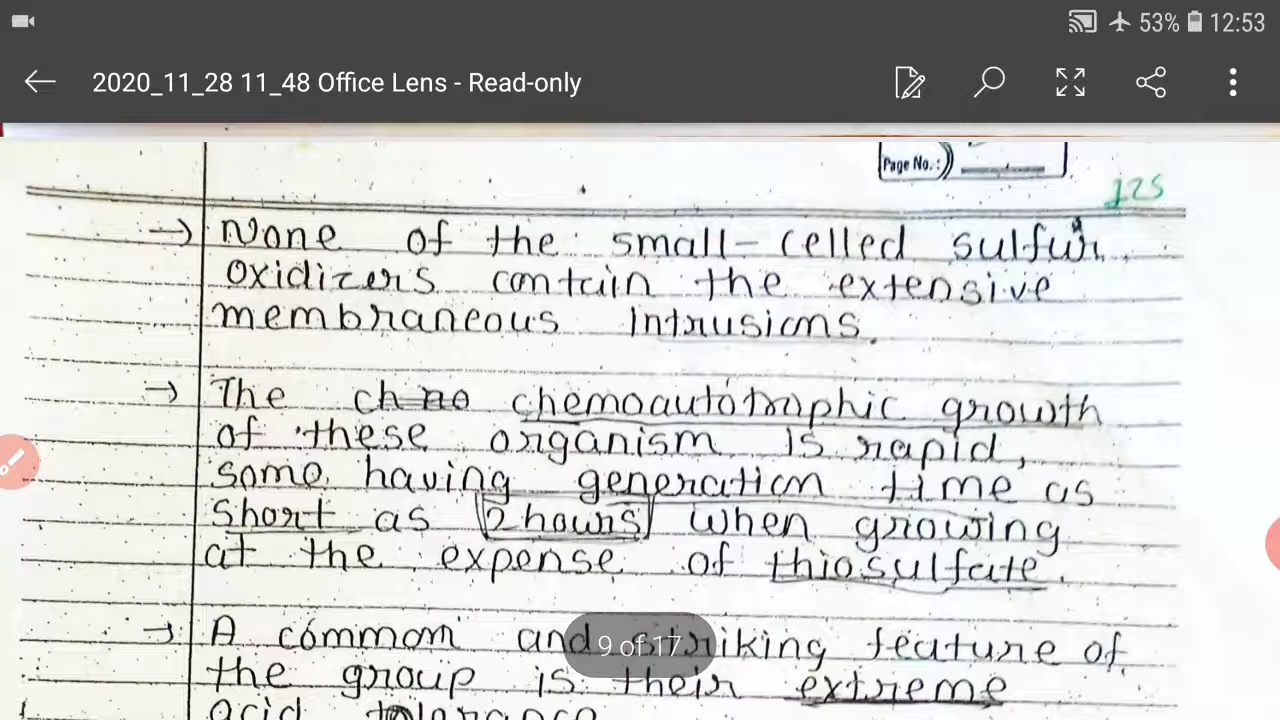 53% 12:53
2020_11_28 11_48 Office Lens - Read-only
Page No.:
125
→ None of the small-celled sulfur
oxidizers contain the extensive
membraneous intrusions.
→ The ch no chemoautotrophic growth
of these organism is rapid,
some having generation time as
short as 2 hours when growing
at the expense of thiosulfate.
→ A common and striking feature of
9 of 17
the group is their extreme
acid tolerance